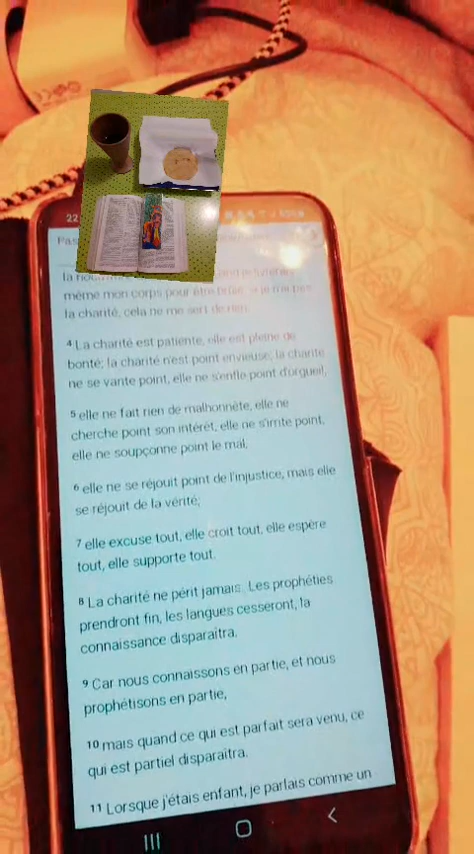 22
Pas
la
même mon corps pour être brûlé, si je n'ai pas
la charité, cela ne me sert de rien.
4 La charité est patiente, elle est pleine de
bonté; la charité n'est point envieuse; la charité
ne se vante point, elle ne s'enfle point d'orgueil,
5 elle ne fait rien de malhonnête, elle ne
cherche point son intérêt, elle ne s'irrite point,
elle ne soupçonne point le mal,
6 elle ne se réjouit point de l'injustice, mais elle
se réjouit de la vérité;
7 elle excuse tout, elle croit tout, elle espère
tout, elle supporte tout.
8 La charité ne périt jamais. Les prophéties
prendront fin, les langues cesseront, la
connaissance disparaîtra.
9 Car nous connaissons en partie, et nous
prophétisons en partie,
10 mais quand ce qui est parfait sera venu, ce
qui est partiel disparaîtra.
11 Lorsque j'étais enfant, je parlais comme un